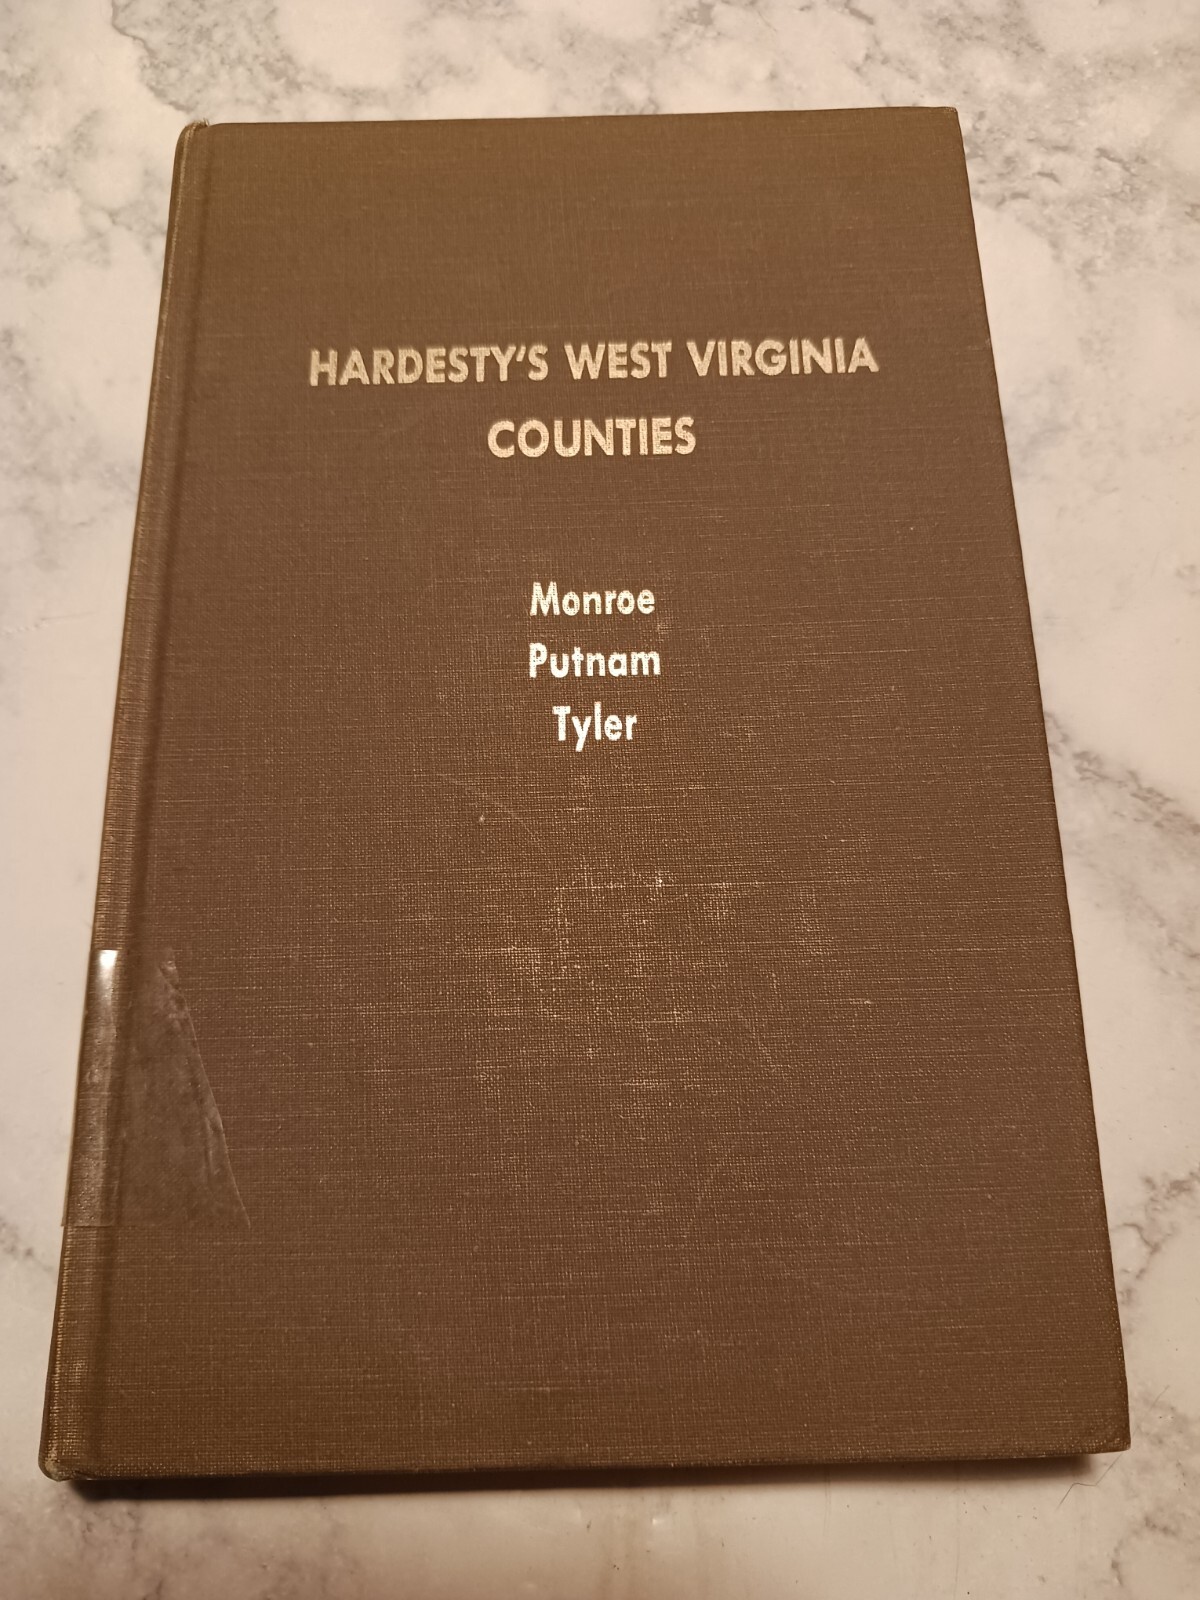 HARDESTY'S WEST VIRGINIA
COUNTIES
Monroe
Putnam
Tyler